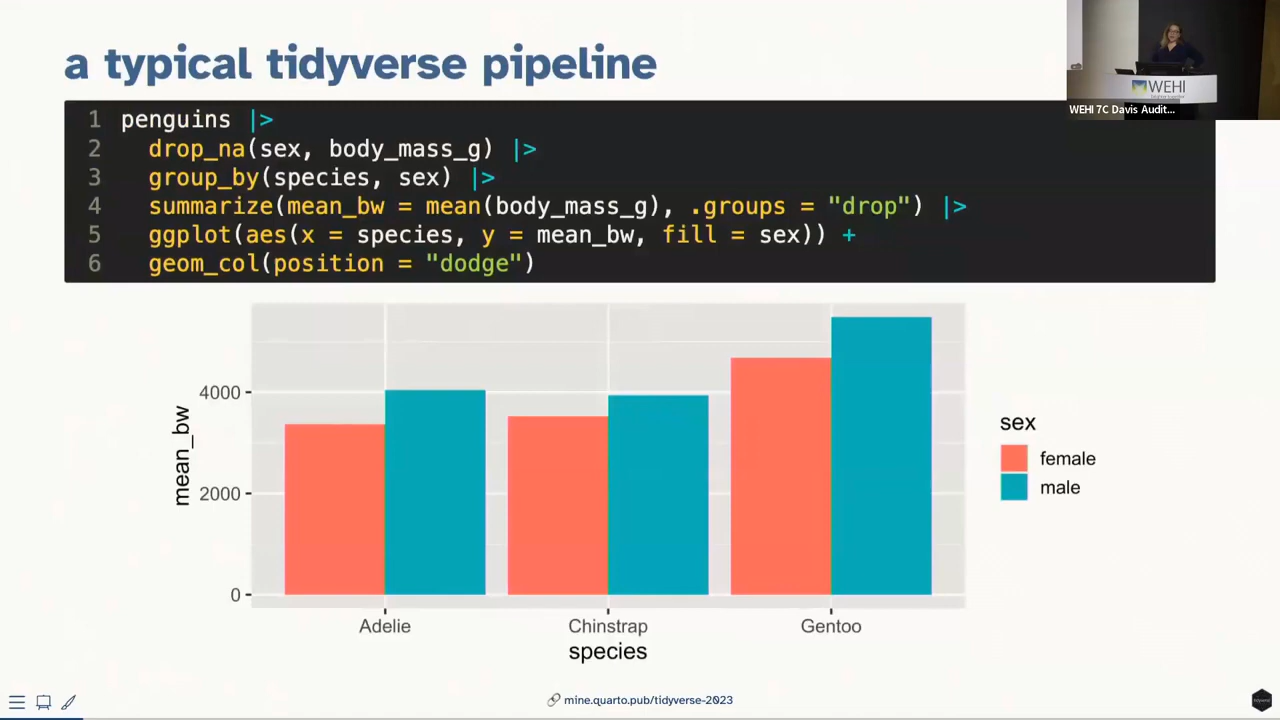 a typical tidyverse pipeline
WEHI
WEHI 7C Davis Audit...
1 penguins |>
2 drop_na(sex, body_mass_g) |>
3 group_by(species, sex) |>
4 summarize(mean_bw = mean(body_mass_g), .groups = "drop") |>
5 ggplot(aes(x = species, y = mean_bw, fill = sex)) +
6 geom_col(position = "dodge")
mean_bw
4000
2000
0
Adelie Chinstrap Gentoo
species
sex
female
male
mine.quarto.pub/tidyverse-2023
tidyverse